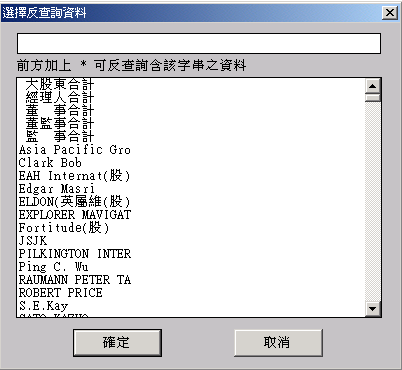 選擇反查詢資料
前方加上 * 可反查詢含該字串之資料
大股東合計
經理人合計
董　事合計
董監事合計
監　事合計
Asia Pacific Gro
Clark Bob
EAH Internat(股)
Edgar Masri
ELDON(英屬維(股)
EXPLORER MAVIGAT
Fortitude(股)
JSJK
PILKINGTON INTER
Ping C. Wu
RAUMANN PETER TA
ROBERT PRICE
S.E.Kay
SATO KAZUO
確定
取消